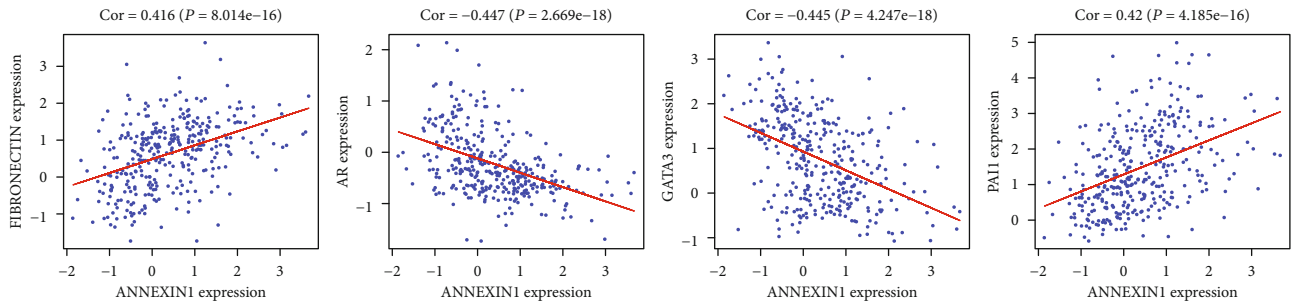 Cor = 0.416 (P = 8.014e−16)
FIBRONECTIN expression
3
2
1
0
−1
−2 −1 0 1 2 3
ANNEXIN1 expression
Cor = −0.447 (P = 2.669e−18)
AR expression
2
1
0
−1
−2 −1 0 1 2 3
ANNEXIN1 expression
Cor = −0.445 (P = 4.247e−18)
GATA3 expression
3
2
1
0
−1
−2 −1 0 1 2 3
ANNEXIN1 expression
Cor = 0.42 (P = 4.185e−16)
PAI1 expression
5
4
3
2
1
0
−2 −1 0 1 2 3
ANNEXIN1 expression